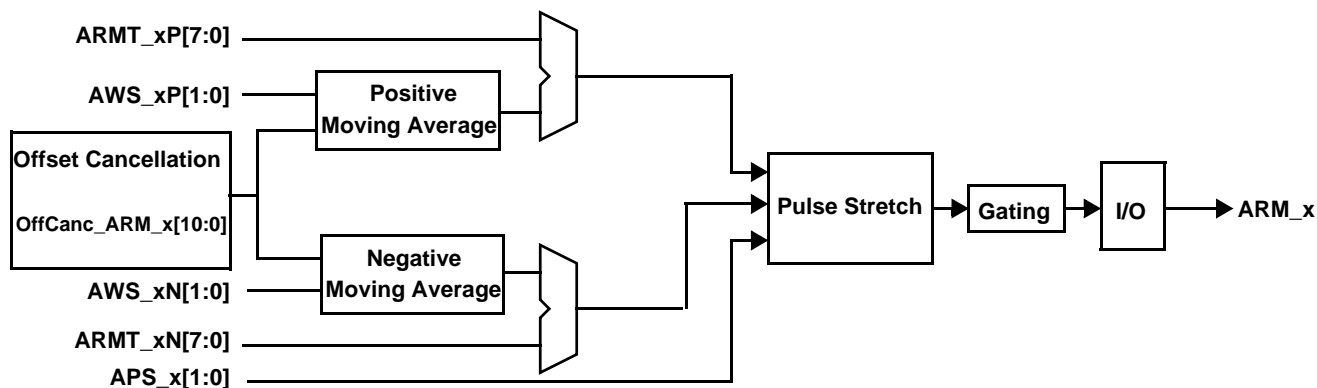 ARMT_xP[7:0]
AWS_xP[1:0]
Positive
Moving Average
Offset Cancellation
OffCanc_ARM_x[10:0]
Pulse Stretch
Gating
I/O
ARM_x
Negative
Moving Average
AWS_xN[1:0]
ARMT_xN[7:0]
APS_x[1:0]